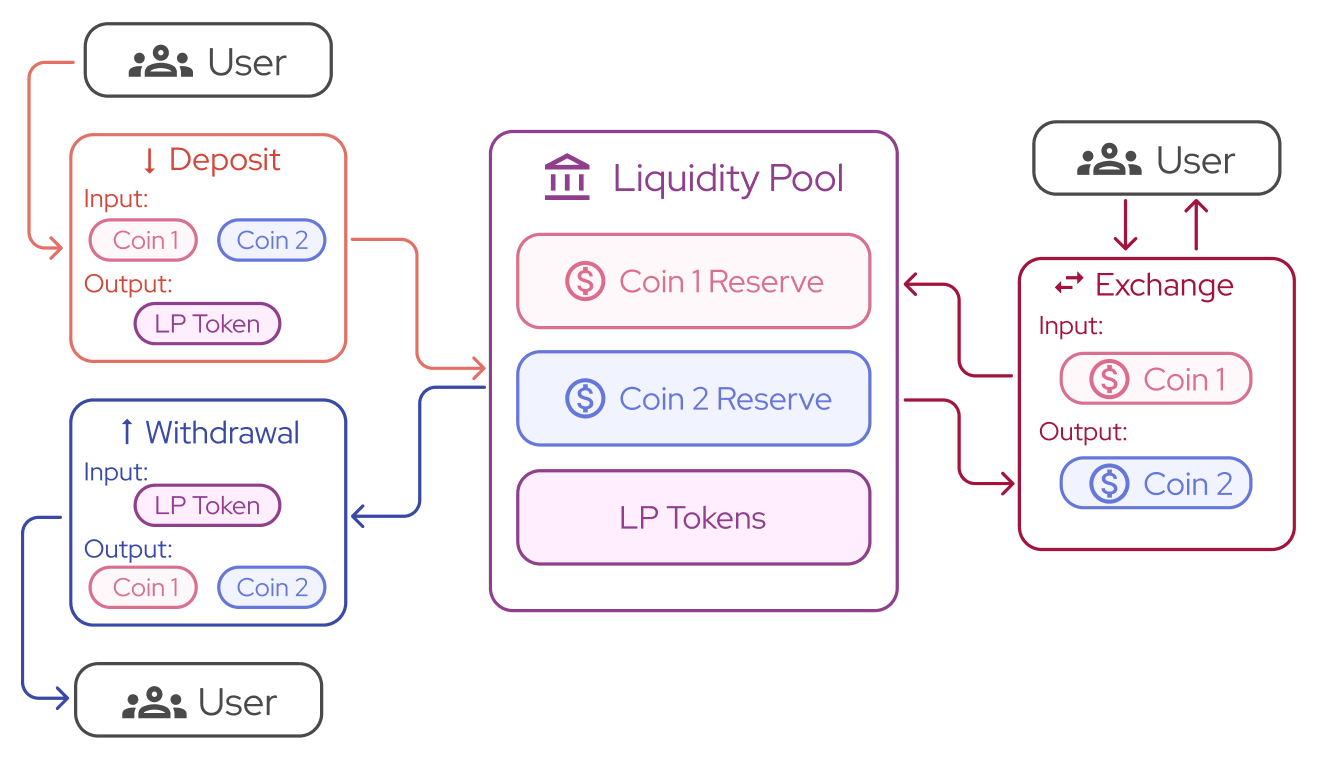 User
Deposit
Input:
Coin 1
Coin 2
Output:
LP Token
Withdrawal
Input:
LP Token
Output:
Coin 1
Coin 2
User
Liquidity Pool
Coin 1 Reserve
Coin 2 Reserve
LP Tokens
User
Exchange
Input:
Coin 1
Output:
Coin 2